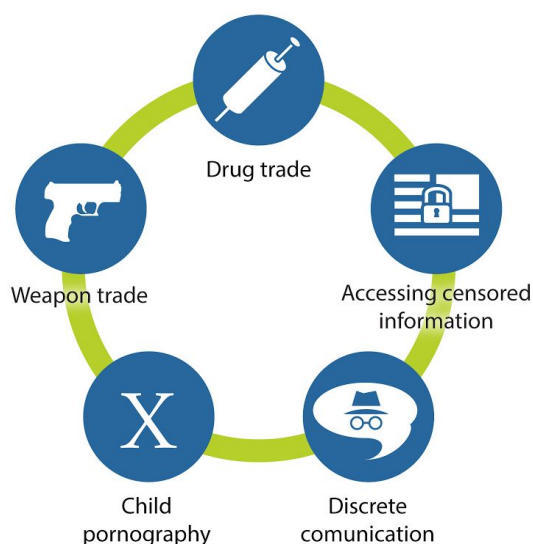 Drug trade
Accessing censored
information
Weapon trade
X
Child
pornography
Discrete
comunication